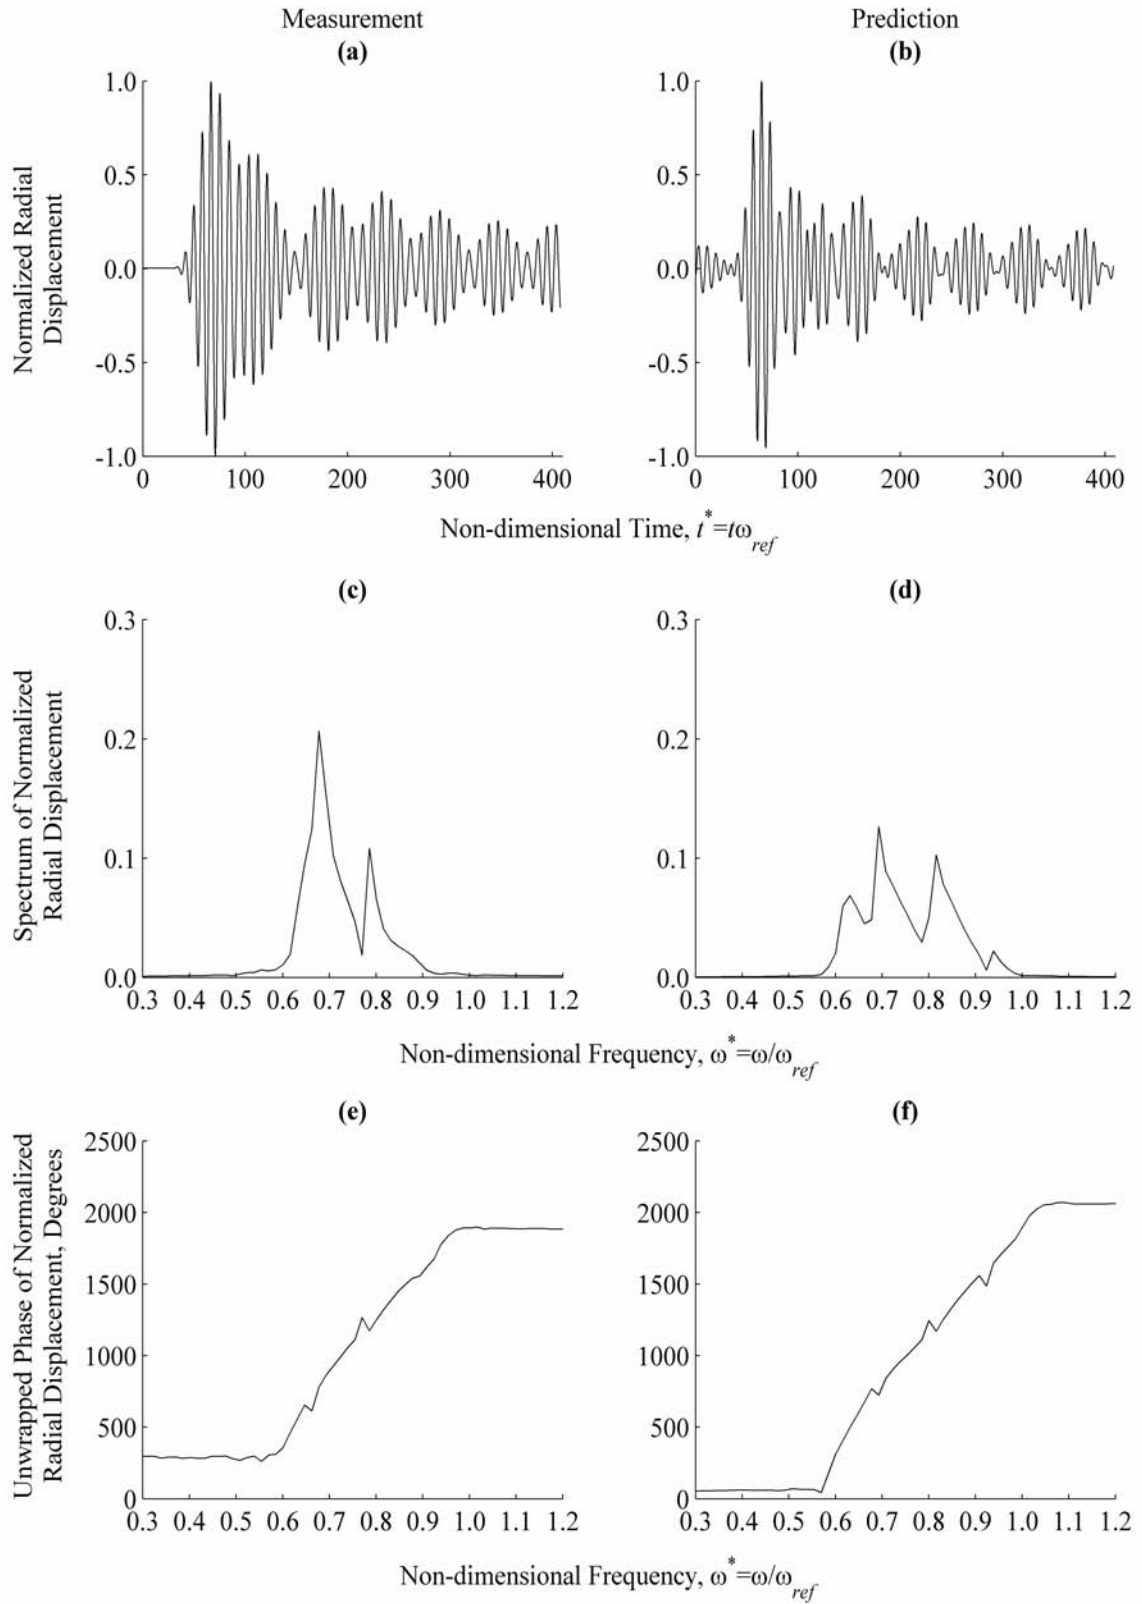 Measurement
Prediction
(a)
(b)
Normalized Radial
Displacement
1.0
0.5
0.0
-0.5
-1.0
0 100 200 300 400
1.0
0.5
0.0
-0.5
-1.0
0 100 200 300 400
Non-dimensional Time, t*=tω_ref
(c)
(d)
Spectrum of Normalized
Radial Displacement
0.3
0.2
0.1
0.0
0.3 0.4 0.5 0.6 0.7 0.8 0.9 1.0 1.1 1.2
0.3
0.2
0.1
0.0
0.3 0.4 0.5 0.6 0.7 0.8 0.9 1.0 1.1 1.2
Non-dimensional Frequency, ω*=ω/ω_ref
(e)
(f)
Unwrapped Phase of Normalized
Radial Displacement, Degrees
2500
2000
1500
1000
500
0
0.3 0.4 0.5 0.6 0.7 0.8 0.9 1.0 1.1 1.2
2500
2000
1500
1000
500
0
0.3 0.4 0.5 0.6 0.7 0.8 0.9 1.0 1.1 1.2
Non-dimensional Frequency, ω*=ω/ω_ref